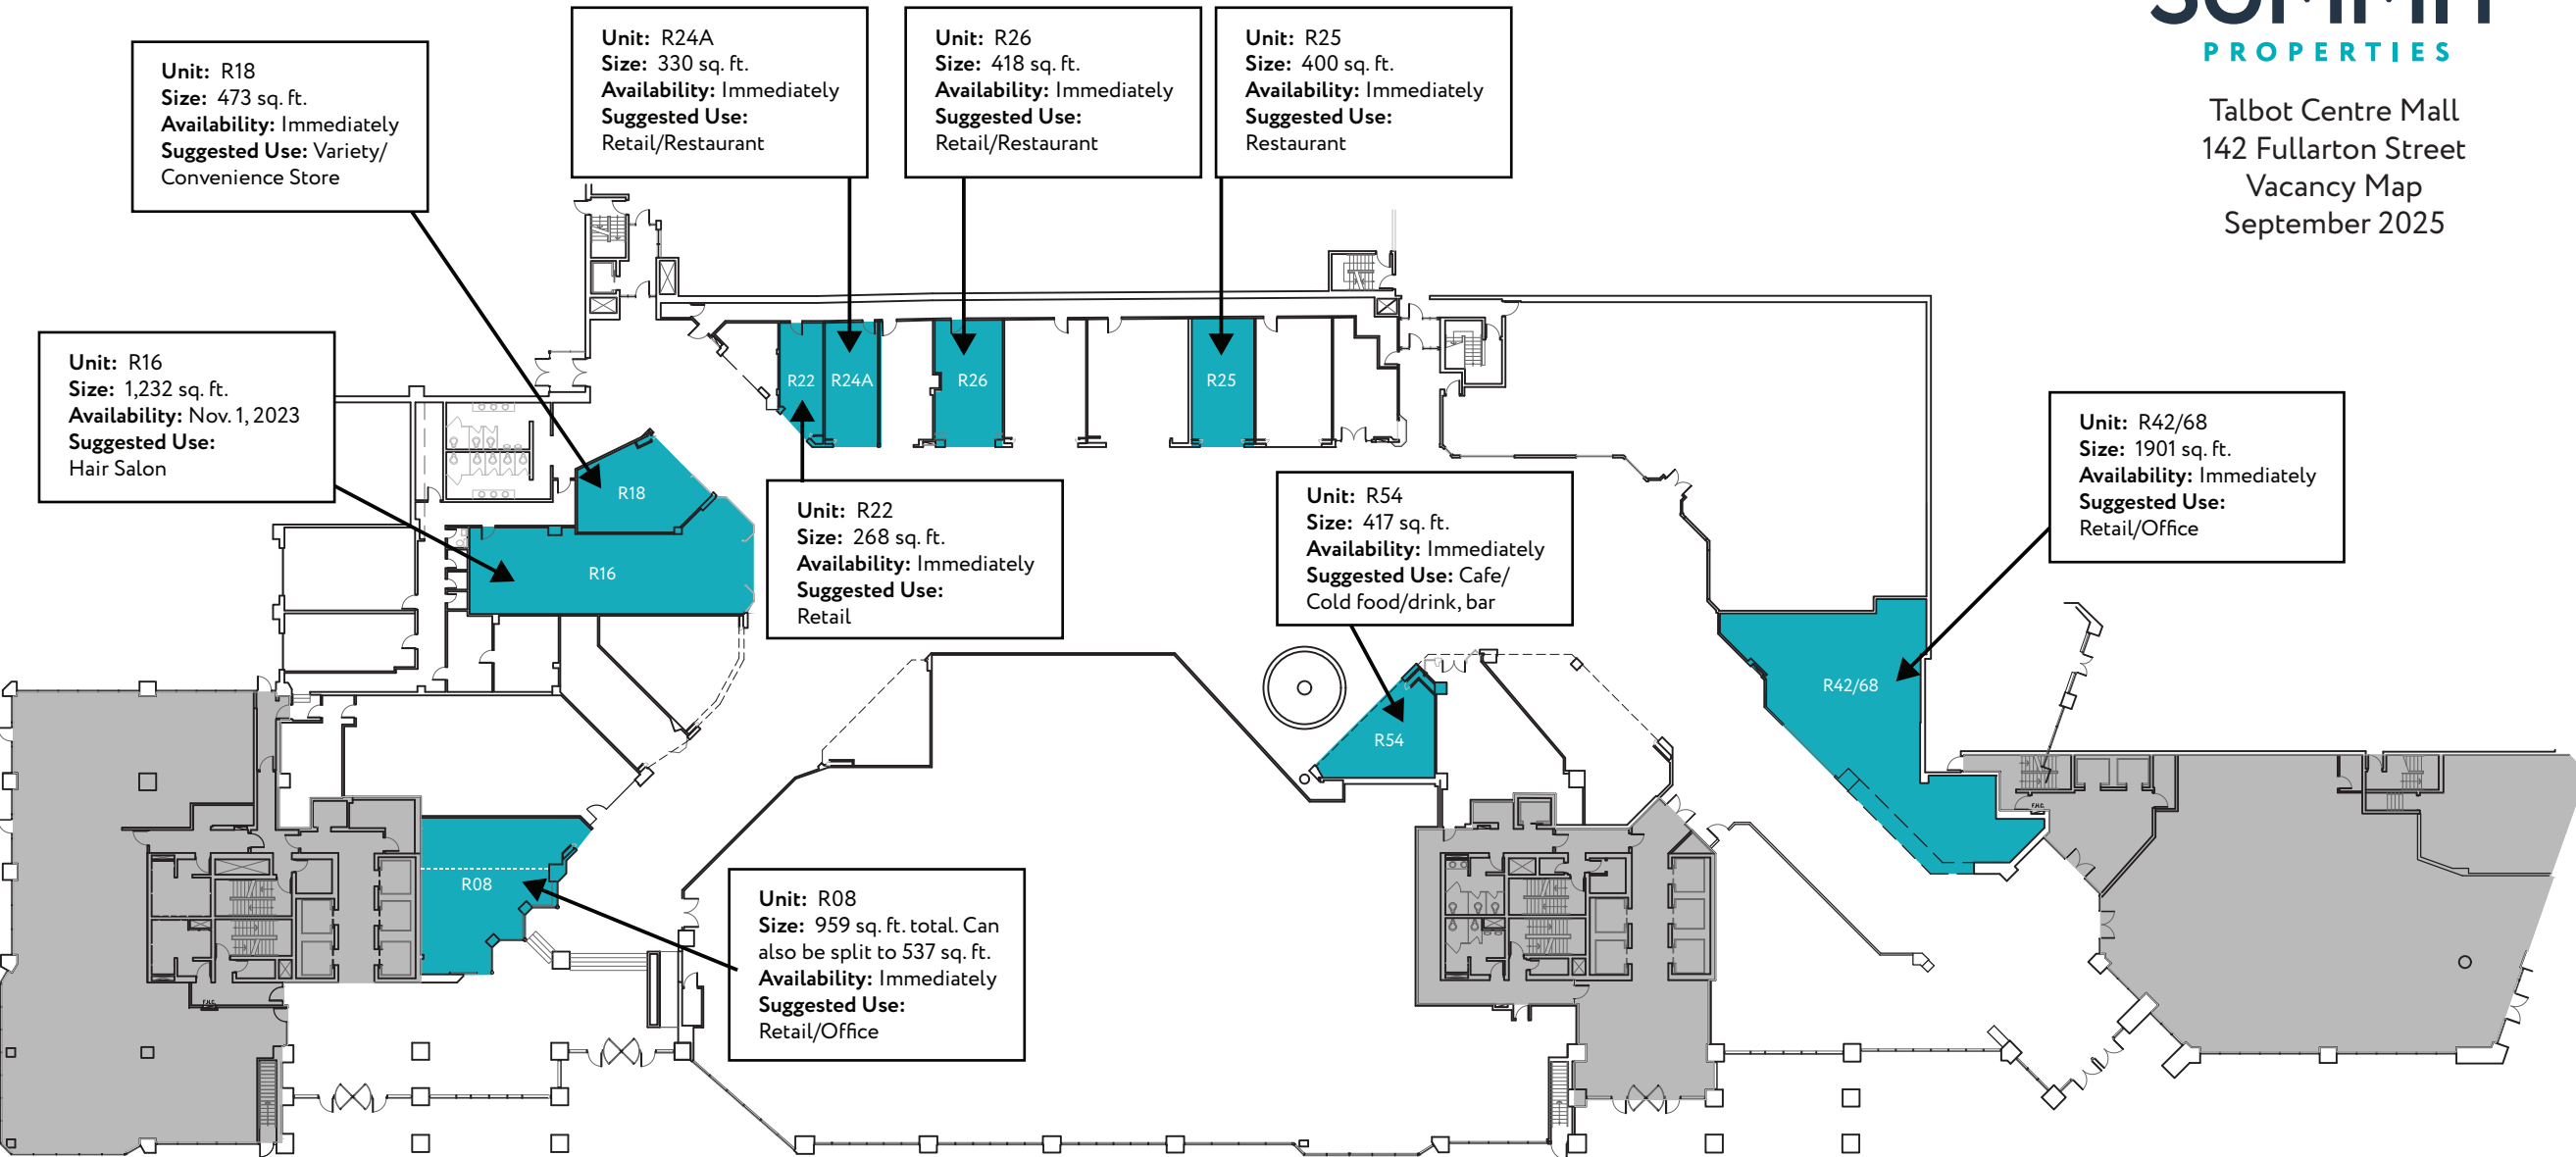 SUMMIT
PROPERTIES
Talbot Centre Mall
142 Fullarton Street
Vacancy Map
September 2025
Unit: R18
Size: 473 sq. ft.
Availability: Immediately
Suggested Use: Variety/
Convenience Store
Unit: R24A
Size: 330 sq. ft.
Availability: Immediately
Suggested Use:
Retail/Restaurant
Unit: R26
Size: 418 sq. ft.
Availability: Immediately
Suggested Use:
Retail/Restaurant
Unit: R25
Size: 400 sq. ft.
Availability: Immediately
Suggested Use:
Restaurant
Unit: R16
Size: 1,232 sq. ft.
Availability: Nov. 1, 2023
Suggested Use:
Hair Salon
R22
R24A
R26
R25
Unit: R42/68
Size: 1901 sq. ft.
Availability: Immediately
Suggested Use:
Retail/Office
R18
R16
Unit: R22
Size: 268 sq. ft.
Availability: Immediately
Suggested Use:
Retail
Unit: R54
Size: 417 sq. ft.
Availability: Immediately
Suggested Use: Cafe/
Cold food/drink, bar
R42/68
R54
R08
Unit: R08
Size: 959 sq. ft. total. Can
also be split to 537 sq. ft.
Availability: Immediately
Suggested Use:
Retail/Office
F.H.C.
F.H.C.